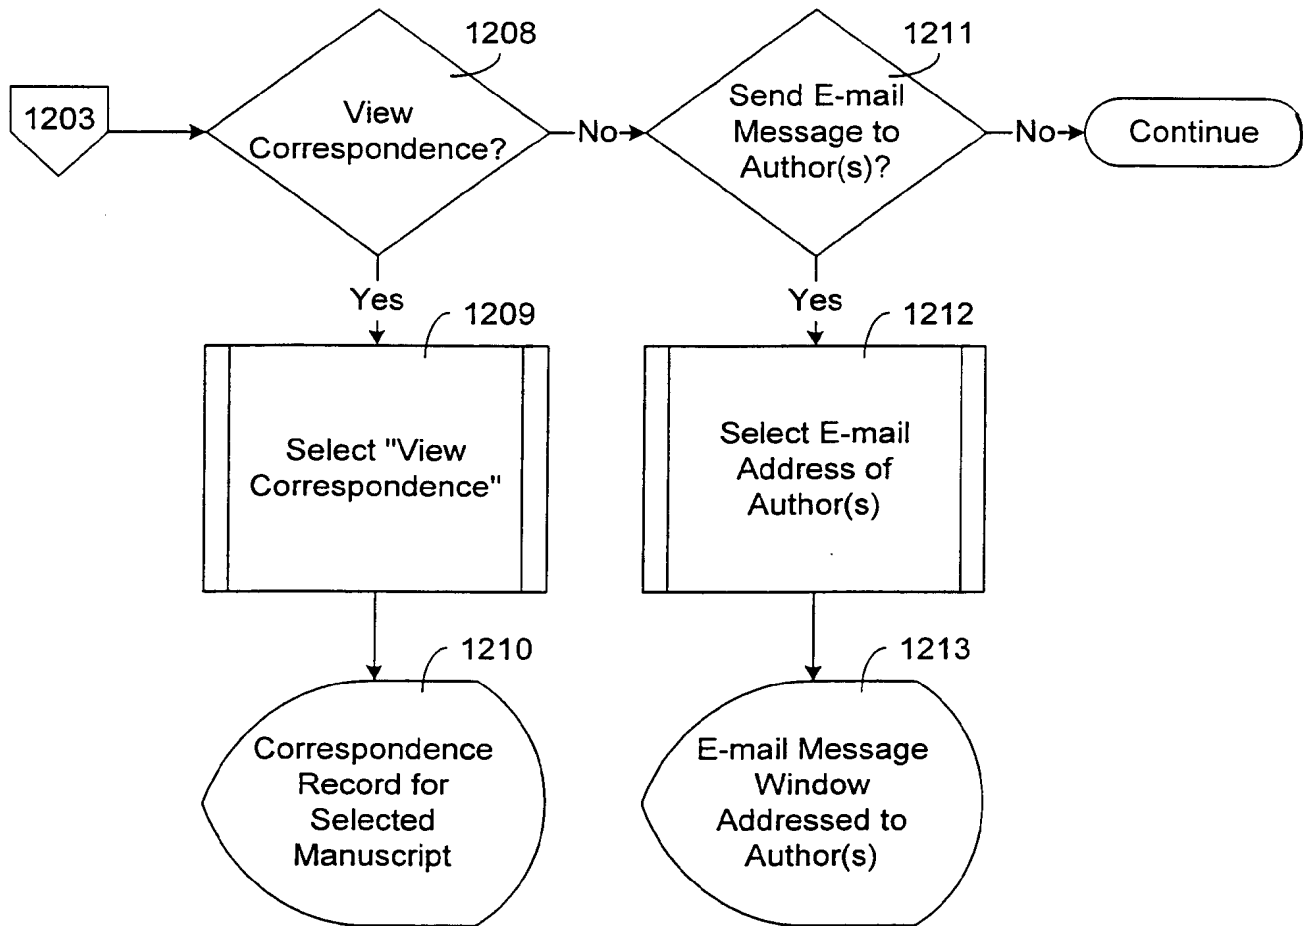 1203
1208
View
Correspondence?
No
1211
Send E-mail
Message to
Author(s)?
No
Continue
Yes
1209
Select "View
Correspondence"
1210
Correspondence
Record for
Selected
Manuscript
Yes
1212
Select E-mail
Address of
Author(s)
1213
E-mail Message
Window
Addressed to
Author(s)